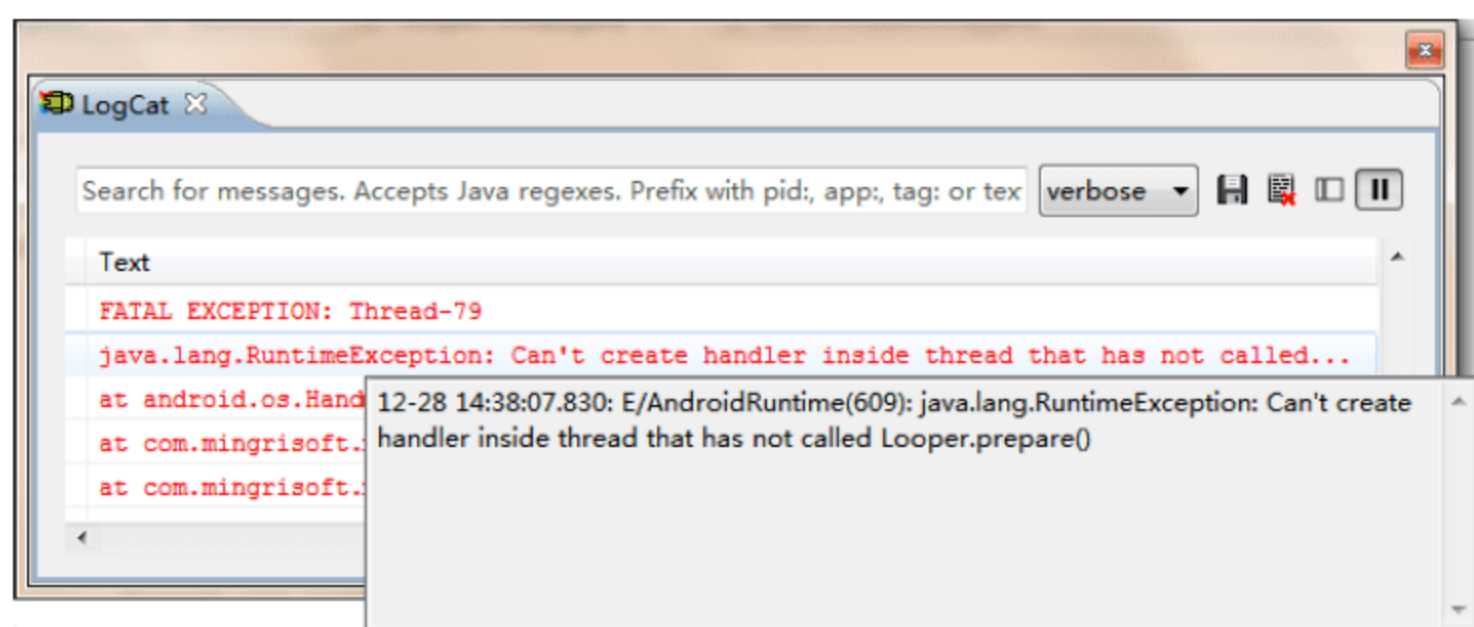 LogCat
Search for messages. Accepts Java regexes. Prefix with pid:, app:, tag: or tex
verbose
Text
FATAL EXCEPTION: Thread-79
java.lang.RuntimeException: Can't create handler inside thread that has not called...
at android.os.Hand
12-28 14:38:07.830: E/AndroidRuntime(609): java.lang.RuntimeException: Can't create
handler inside thread that has not called Looper.prepare()
at com.mingrisoft.
at com.mingrisoft.